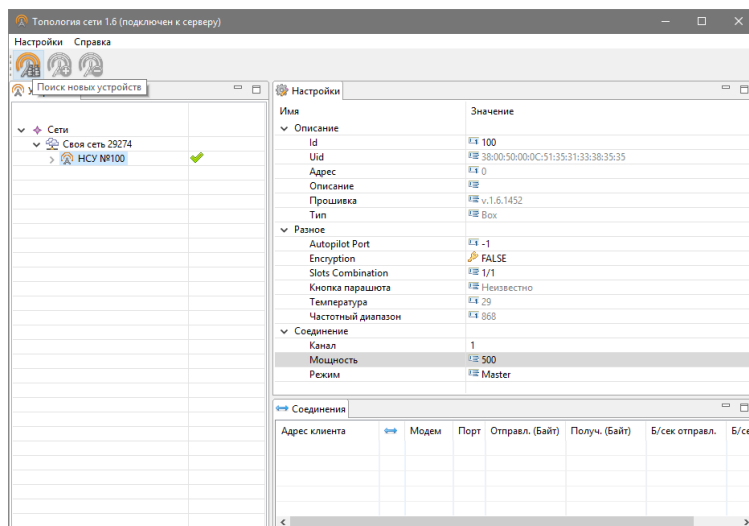 Топология сети 1.6 (подключен к серверу)
Настройки Справка
Поиск новых устройств
Настройки
Имя Значение
Сети
Своя сеть 29274
НСУ №100
Описание
Id 100
Uid 38:00:50:00:0C:51:35:31:33:38:35:35
Адрес 0
Описание
Прошивка v.1.6.1452
Тип Box
Разное
Autopilot Port -1
Encryption FALSE
Slots Combination 1/1
Кнопка парашюта Неизвестно
Температура 29
Частотный диапазон 868
Соединение
Канал 1
Мощность 500
Режим Master
Соединения
Адрес клиента Модем Порт Отправл. (Байт) Получ. (Байт) Б/сек отправл. Б/се